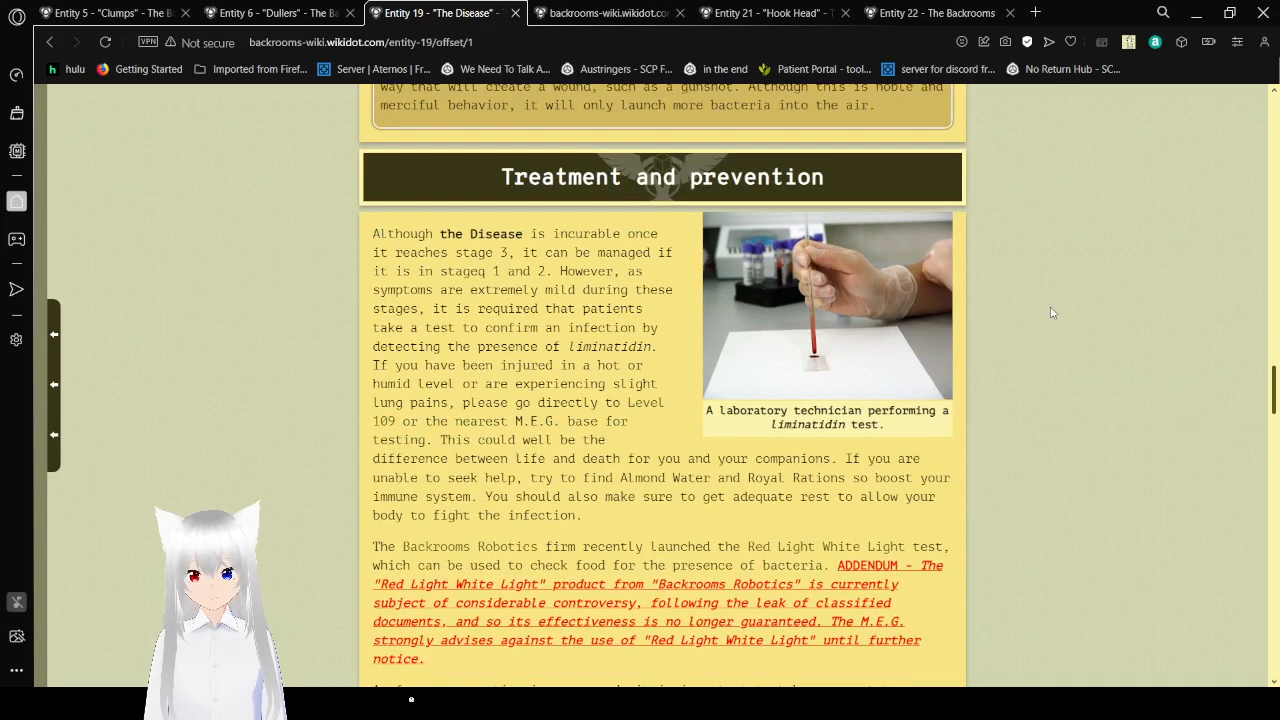 Entity 5 - "Clumps" - The B
Entity 6 - "Dullers" - The Ba
Entity 19 - "The Disease" -
backrooms-wiki.wikidot.co
Entity 21 - "Hook Head" - T
Entity 22 - The Backrooms
VPN Not secure backrooms-wiki.wikidot.com/entity-19/offset/1
hulu Getting Started Imported from Firef... Server | Aternos | Fr... We Need To Talk A... Austringers - SCP F... in the end Patient Portal - tool... server for discord fr... No Return Hub - SC...
way that will create a wound, such as a gunshot. Although this is noble and
merciful behavior, it will only launch more bacteria into the air.
Treatment and prevention
Although the Disease is incurable once
it reaches stage 3, it can be managed if
it is in stageq 1 and 2. However, as
symptoms are extremely mild during these
stages, it is required that patients
take a test to confirm an infection by
detecting the presence of liminatidin.
If you have been injured in a hot or
humid level or are experiencing slight
lung pains, please go directly to Level
109 or the nearest M.E.G. base for
testing. This could well be the
difference between life and death for you and your companions. If you are
unable to seek help, try to find Almond Water and Royal Rations so boost your
immune system. You should also make sure to get adequate rest to allow your
body to fight the infection.
A laboratory technician performing a
liminatidin test.
The Backrooms Robotics firm recently launched the Red Light White Light test,
which can be used to check food for the presence of bacteria. ADDENDUM - The
"Red Light White Light" product from "Backrooms Robotics" is currently
subject of considerable controversy, following the leak of classified
documents, and so its effectiveness is no longer guaranteed. The M.E.G.
strongly advises against the use of "Red Light White Light" until further
notice.